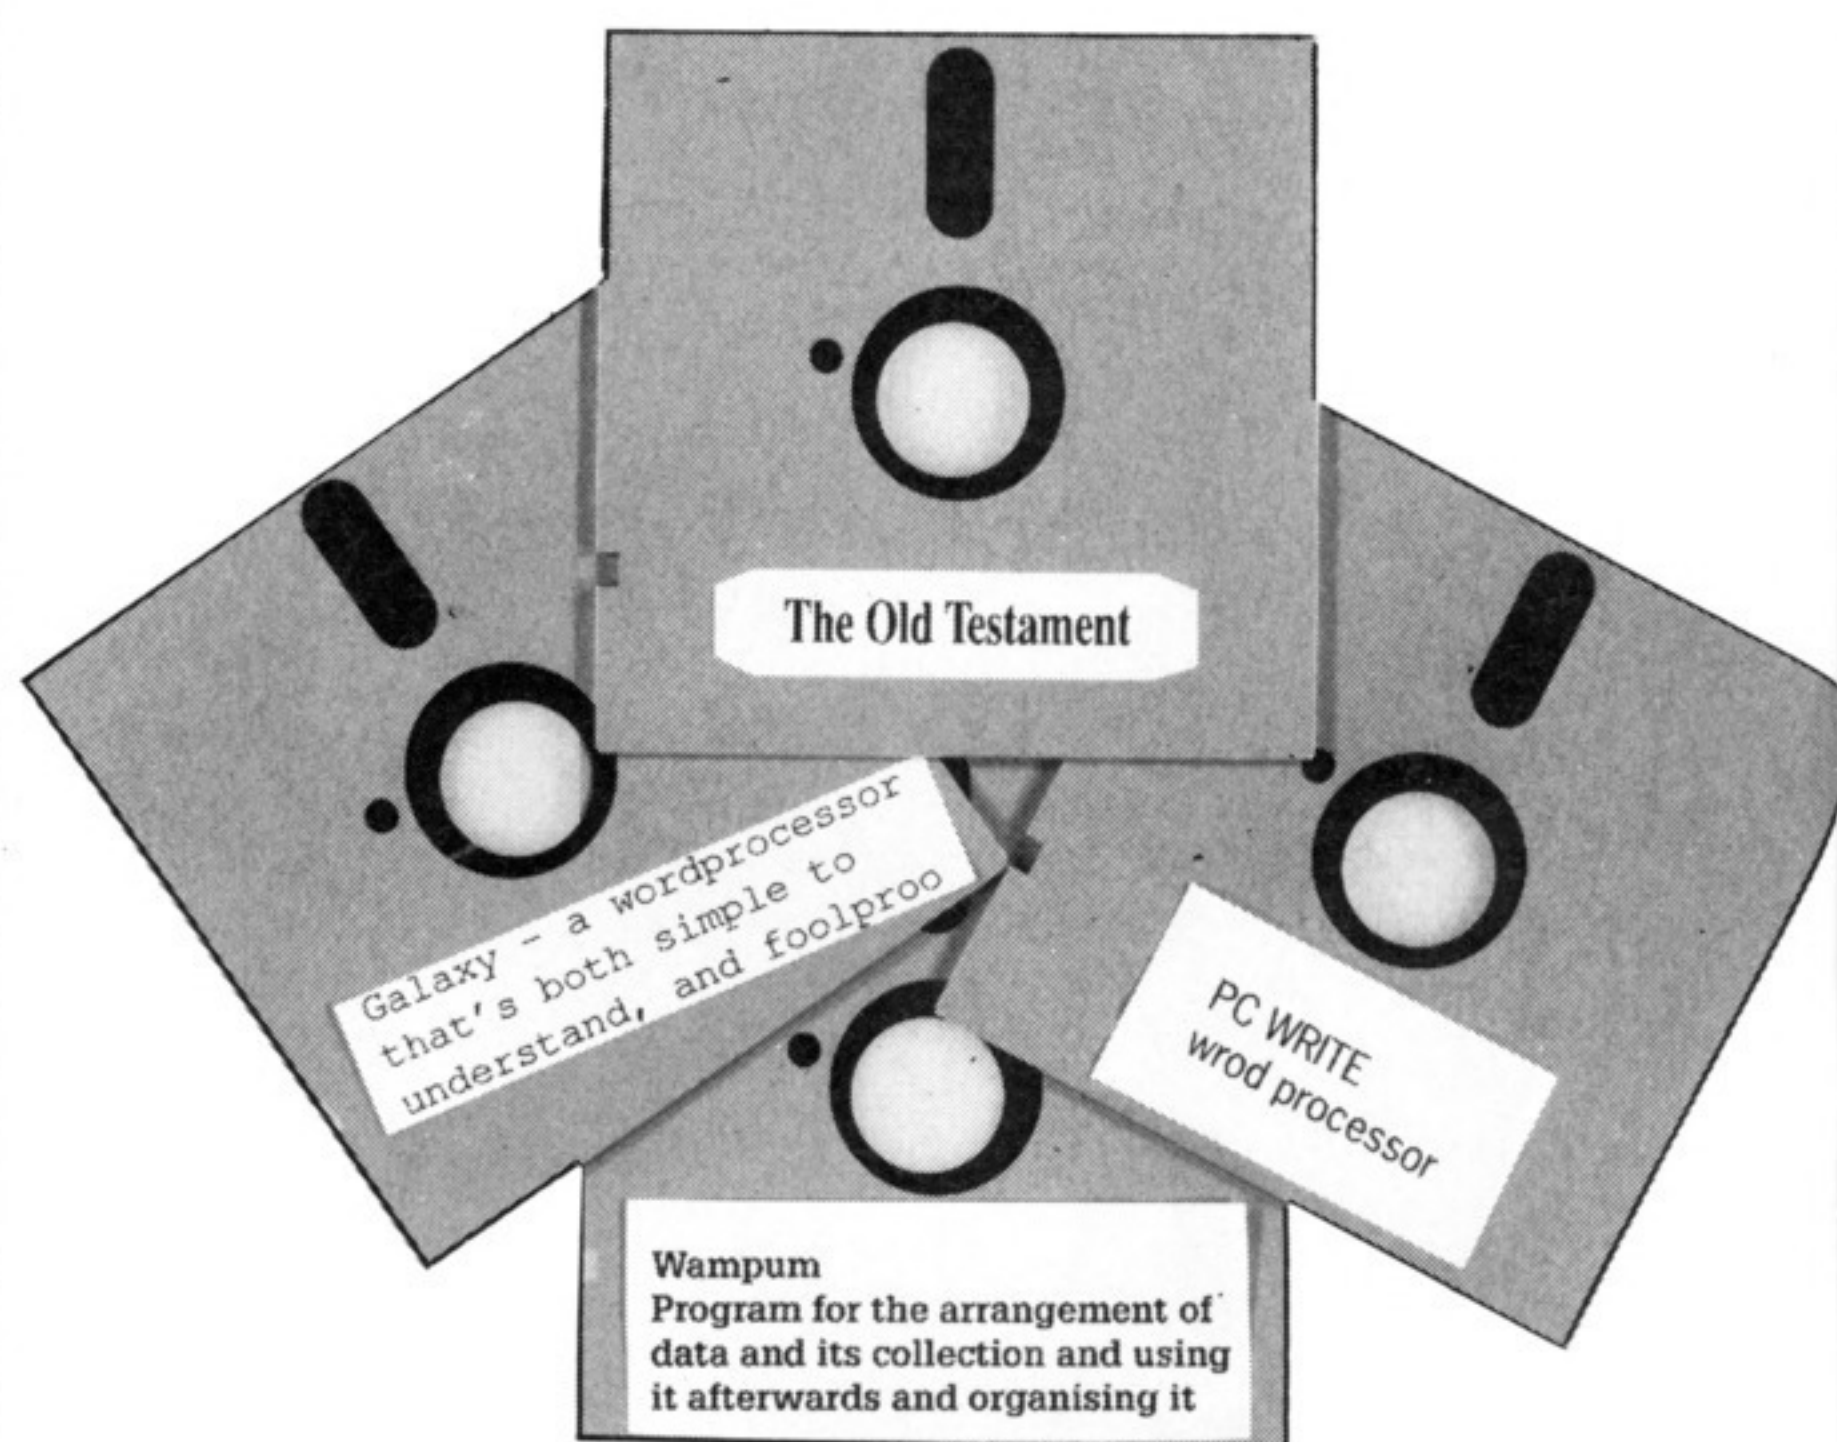 The Old Testament
Galaxy - a wordprocessor
that's both simple to
understand, and foolproo
PC WRITE
wrod processor
Wampum
Program for the arrangement of
data and its collection and using
it afterwards and organising it